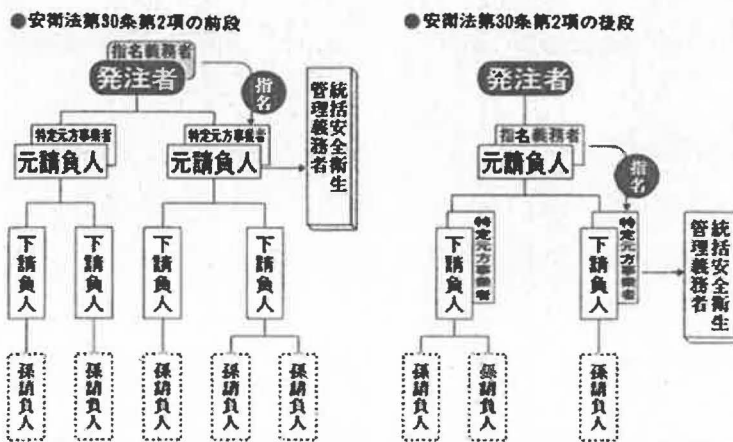 ●安衛法第30条第2項の前段
指名義務者
発注者
指名
統括安全衛生
管理義務者
特定元方事業者
元請負人
特定元方事業者
元請負人
下請負人
下請負人
下請負人
下請負人
孫請負人
孫請負人
孫請負人
孫請負人
孫請負人
●安衛法第30条第2項の後段
発注者
指名義務者
元請負人
指名
特定元方事業者
下請負人
特定元方事業者
下請負人
統括安全衛生
管理義務者
孫請負人
孫請負人
孫請負人